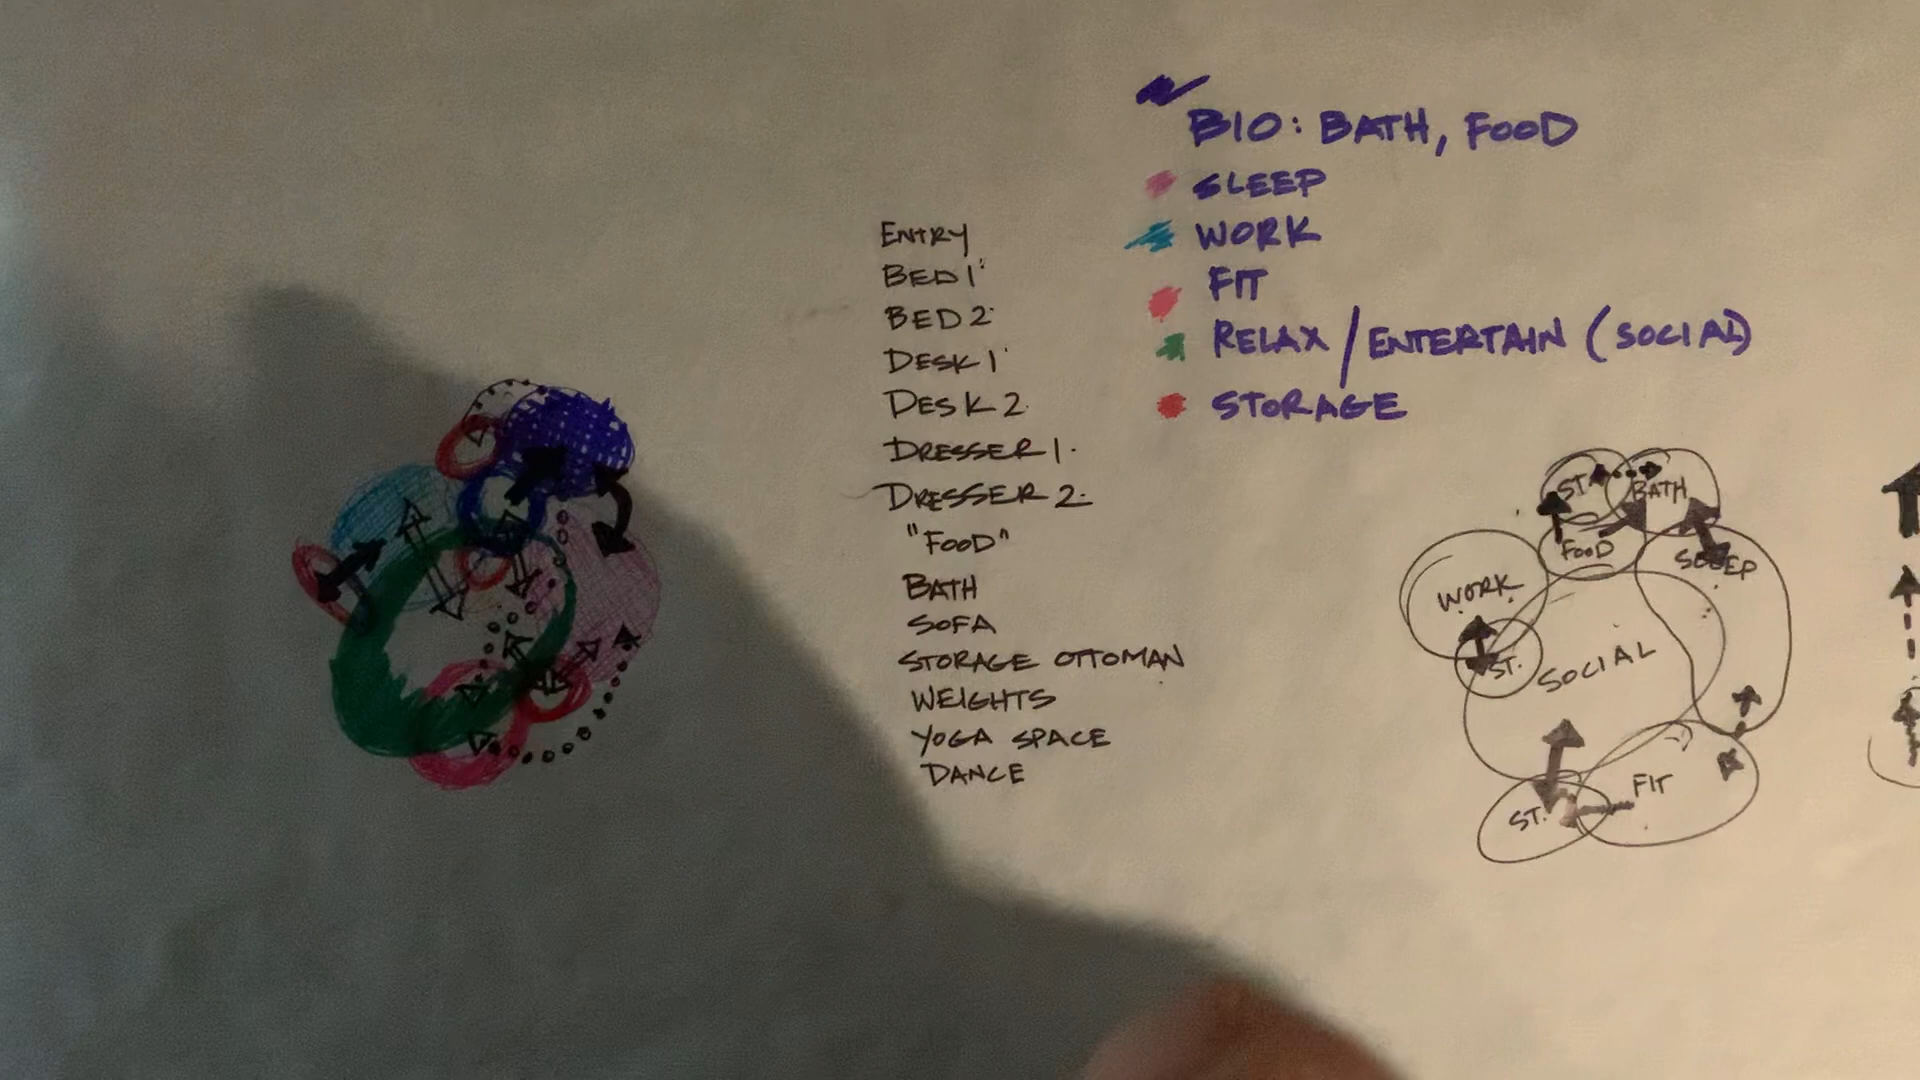 BIO: BATH, FOOD
SLEEP
WORK
FIT
RELAX / ENTERTAIN (SOCIAL)
STORAGE
ENTRY
BED 1
BED 2
DESK 1
DESK 2
DRESSER 1
DRESSER 2
"FOOD"
BATH
SOFA
STORAGE OTTOMAN
WEIGHTS
YOGA SPACE
DANCE
ST.
BATH
FOOD
SLEEP
WORK
ST.
SOCIAL
FIT
ST.